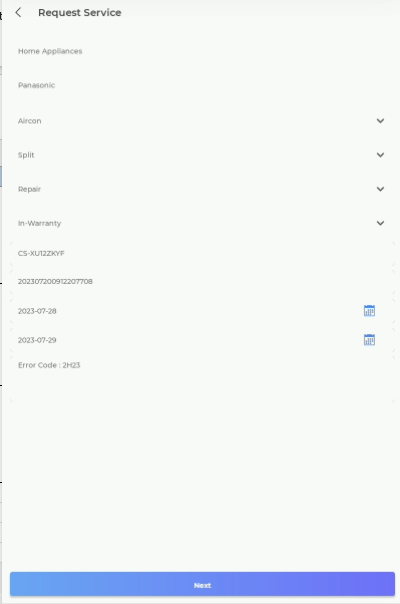 Request Service
Home Appliances
Panasonic
Aircon
Split
Repair
In-Warranty
CS-XU12ZKYF
202307200912207708
2023-07-28
2023-07-29
Error Code : 2H23
Next